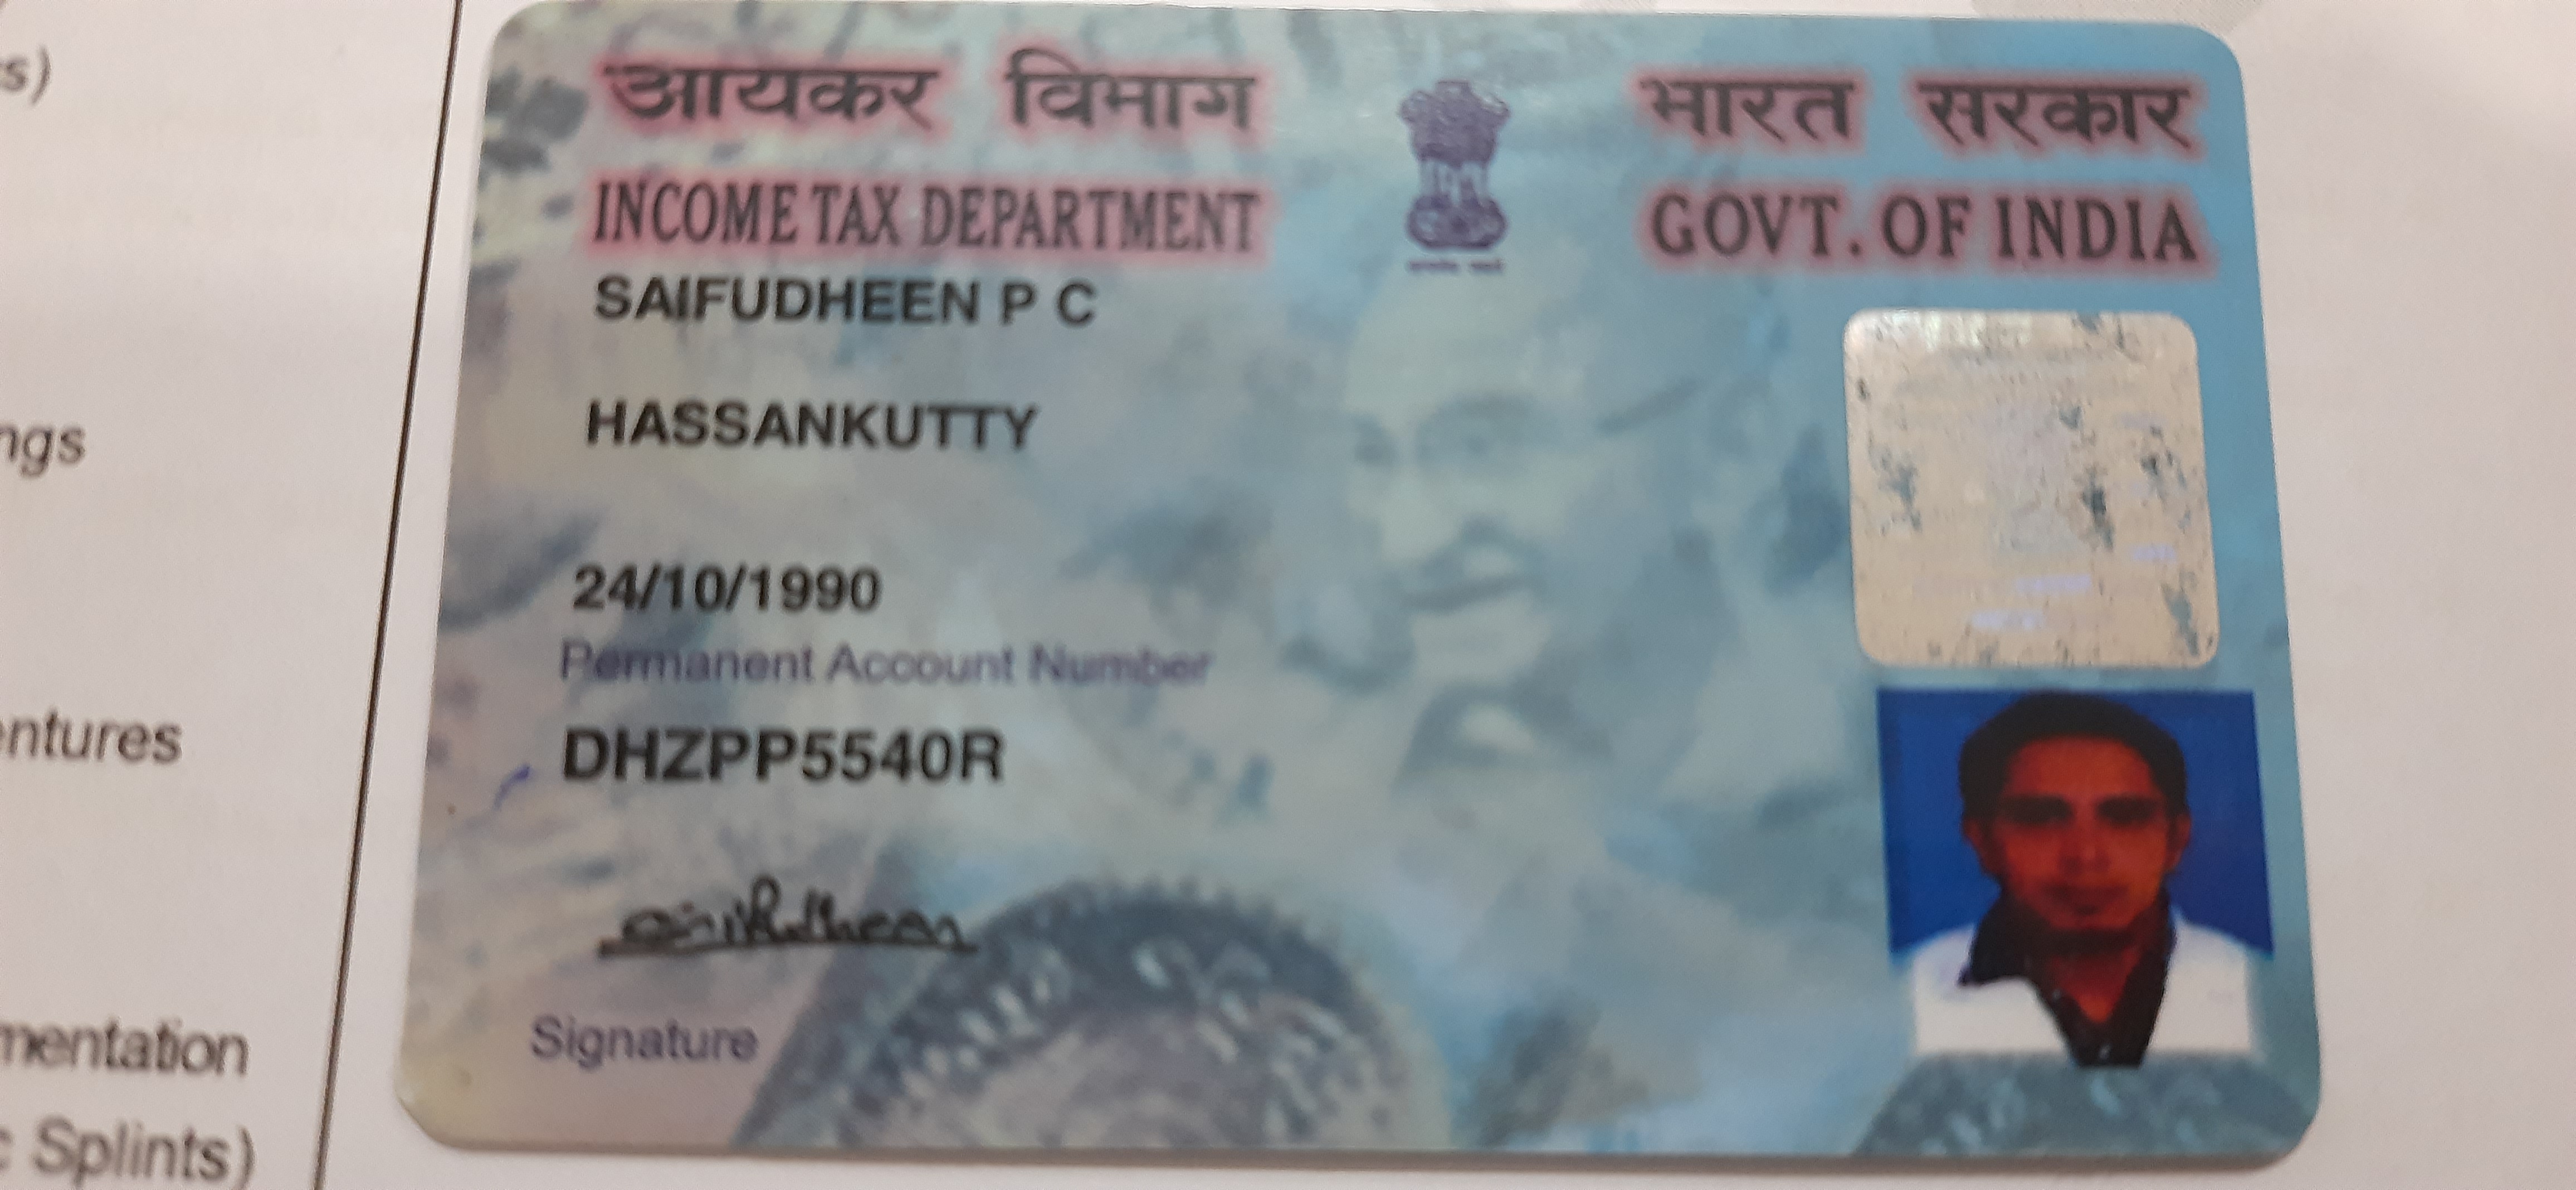 s)
ngs
entures
mentation
Splints)
आयकर विभाग
INCOME TAX DEPARTMENT
भारत सरकार
GOVT. OF INDIA
SAIFUDHEEN P C
HASSANKUTTY
24/10/1990
Permanent Account Number
DHZPP5540R
Signature